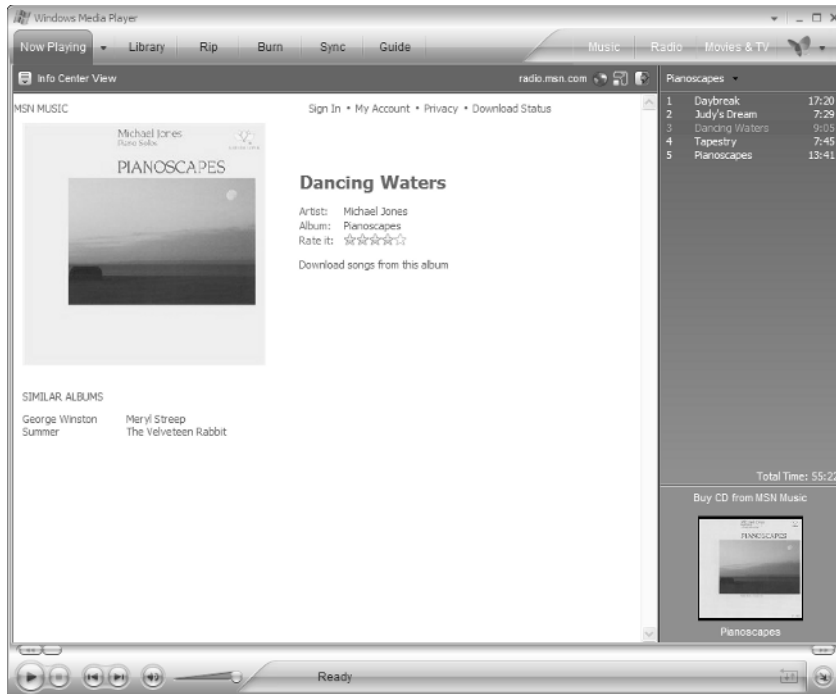 Windows Media Player
Now Playing Library Rip Burn Sync Guide Music Radio Movies & TV
Info Center View radio.msn.com
MSN MUSIC Sign In • My Account • Privacy • Download Status
Michael Jones
Piano Solos
PIANOSCAPES
Dancing Waters
Artist: Michael Jones
Album: Pianoscapes
Rate it:
Download songs from this album
SIMILAR ALBUMS
George Winston Meryl Streep
Summer The Velveteen Rabbit
Pianoscapes
1 Daybreak 17:20
2 Judy's Dream 7:29
3 Dancing Waters 9:05
4 Tapestry 7:45
5 Pianoscapes 13:41
Total Time: 55:22
Buy CD from MSN Music
PIANOSCAPES
Pianoscapes
Ready